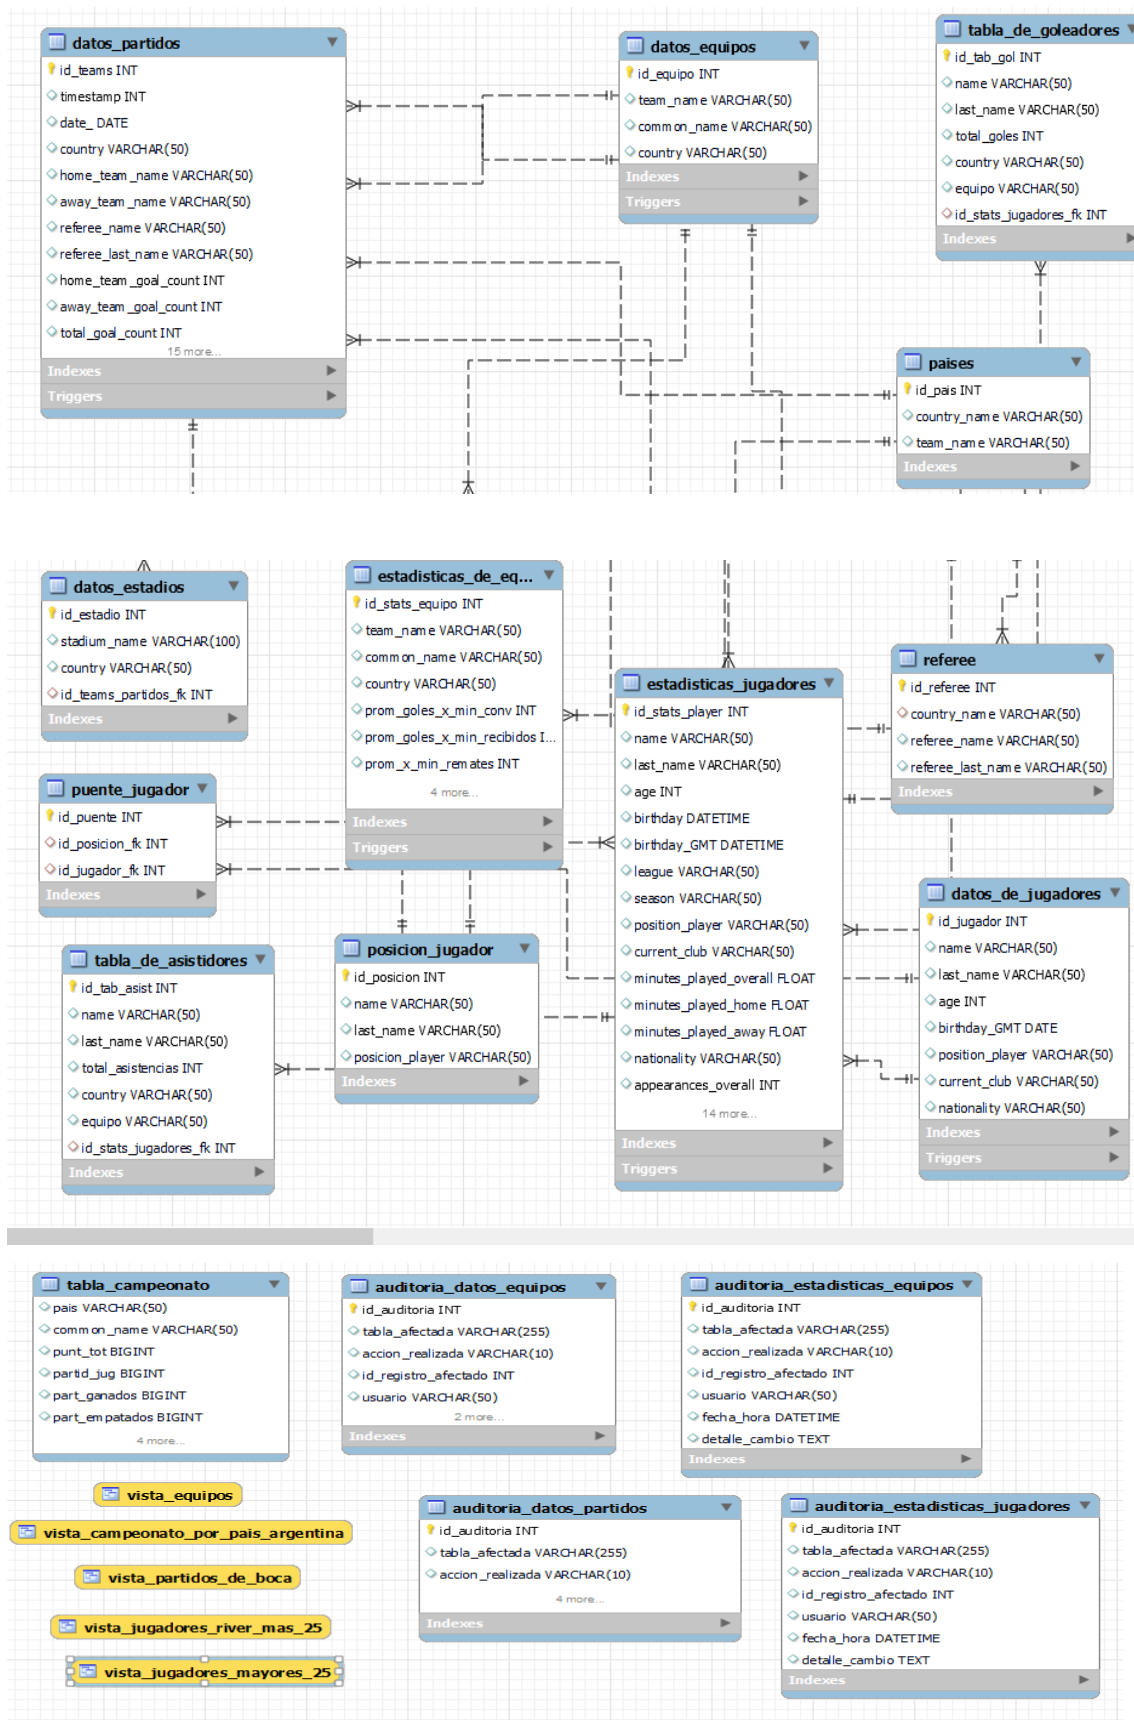 datos_partidos
id_teams INT
timestamp INT
date_ DATE
country VARCHAR(50)
home_team_name VARCHAR(50)
away_team_name VARCHAR(50)
referee_name VARCHAR(50)
referee_last_name VARCHAR(50)
home_team_goal_count INT
away_team_goal_count INT
total_goal_count INT
15 more...
Indexes
Triggers
datos_equipos
id_equipo INT
team_name VARCHAR(50)
common_name VARCHAR(50)
country VARCHAR(50)
Indexes
Triggers
tabla_de_goleadores
id_tab_gol INT
name VARCHAR(50)
last_name VARCHAR(50)
total_goles INT
country VARCHAR(50)
equipo VARCHAR(50)
id_stats_jugadores_fk INT
Indexes
paises
id_pais INT
country_name VARCHAR(50)
team_name VARCHAR(50)
Indexes
datos_estadios
id_estadio INT
stadium_name VARCHAR(100)
country VARCHAR(50)
id_teams_partidos_fk INT
Indexes
estadisticas_de_eq...
id_stats_equipo INT
team_name VARCHAR(50)
common_name VARCHAR(50)
country VARCHAR(50)
prom_goles_x_min_conv INT
prom_goles_x_min_recibidos I...
prom_x_min_remates INT
4 more...
Indexes
Triggers
estadisticas_jugadores
id_stats_player INT
name VARCHAR(50)
last_name VARCHAR(50)
age INT
birthday DATETIME
birthday_GMT DATETIME
league VARCHAR(50)
season VARCHAR(50)
position_player VARCHAR(50)
current_club VARCHAR(50)
minutes_played_overall FLOAT
minutes_played_home FLOAT
minutes_played_away FLOAT
nationality VARCHAR(50)
appearances_overall INT
14 more...
Indexes
Triggers
referee
id_referee INT
country_name VARCHAR(50)
referee_name VARCHAR(50)
referee_last_name VARCHAR(50)
Indexes
puente_jugador
id_puente INT
id_posicion_fk INT
id_jugador_fk INT
Indexes
datos_de_jugadores
id_jugador INT
name VARCHAR(50)
last_name VARCHAR(50)
age INT
birthday_GMT DATE
position_player VARCHAR(50)
current_club VARCHAR(50)
nationality VARCHAR(50)
Indexes
Triggers
tabla_de_asistidores
id_tab_asist INT
name VARCHAR(50)
last_name VARCHAR(50)
total_asistencias INT
country VARCHAR(50)
equipo VARCHAR(50)
id_stats_jugadores_fk INT
Indexes
posicion_jugador
id_posicion INT
name VARCHAR(50)
last_name VARCHAR(50)
posicion_player VARCHAR(50)
Indexes
tabla_campeonato
pais VARCHAR(50)
common_name VARCHAR(50)
punt_tot BIGINT
partid_jug BIGINT
part_ganados BIGINT
part_empatados BIGINT
4 more...
auditoria_datos_equipos
id_auditoria INT
tabla_afectada VARCHAR(255)
accion_realizada VARCHAR(10)
id_registro_afectado INT
usuario VARCHAR(50)
2 more...
Indexes
auditoria_estadisticas_equipos
id_auditoria INT
tabla_afectada VARCHAR(255)
accion_realizada VARCHAR(10)
id_registro_afectado INT
usuario VARCHAR(50)
fecha_hora DATETIME
detalle_cambio TEXT
Indexes
vista_equipos
vista_campeonato_por_pais_argentina
vista_partidos_de_boca
vista_jugadores_river_mas_25
vista_jugadores_mayores_25
auditoria_datos_partidos
id_auditoria INT
tabla_afectada VARCHAR(255)
accion_realizada VARCHAR(10)
4 more...
Indexes
auditoria_estadisticas_jugadores
id_auditoria INT
tabla_afectada VARCHAR(255)
accion_realizada VARCHAR(10)
id_registro_afectado INT
usuario VARCHAR(50)
fecha_hora DATETIME
detalle_cambio TEXT
Indexes